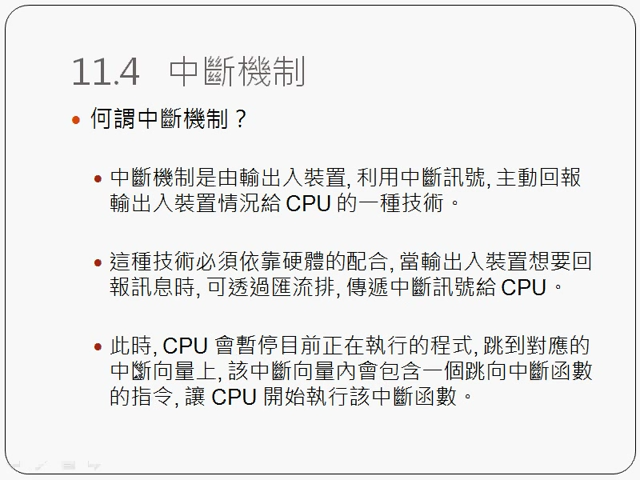 11.4 中斷機制
• 何謂中斷機制？
• 中斷機制是由輸出入裝置, 利用中斷訊號, 主動回報
輸出入裝置情況給 CPU 的一種技術。
• 這種技術必須依靠硬體的配合, 當輸出入裝置想要回
報訊息時, 可透過匯流排, 傳遞中斷訊號給 CPU。
• 此時, CPU 會暫停目前正在執行的程式, 跳到對應的
中斷向量上, 該中斷向量內會包含一個跳向中斷函數
的指令, 讓 CPU 開始執行該中斷函數。